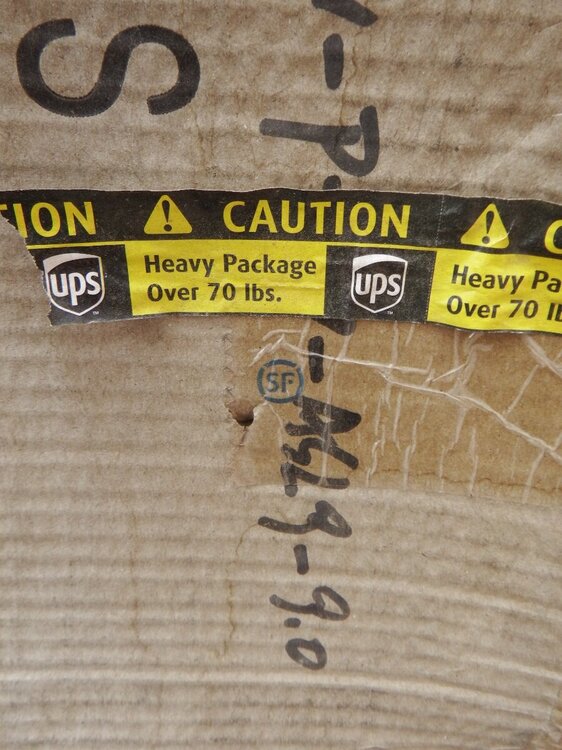 S
-P
TION CAUTION C
ups Heavy Package ups Heavy Pa
Over 70 lbs. Over 70 lb
SF
9-9.0